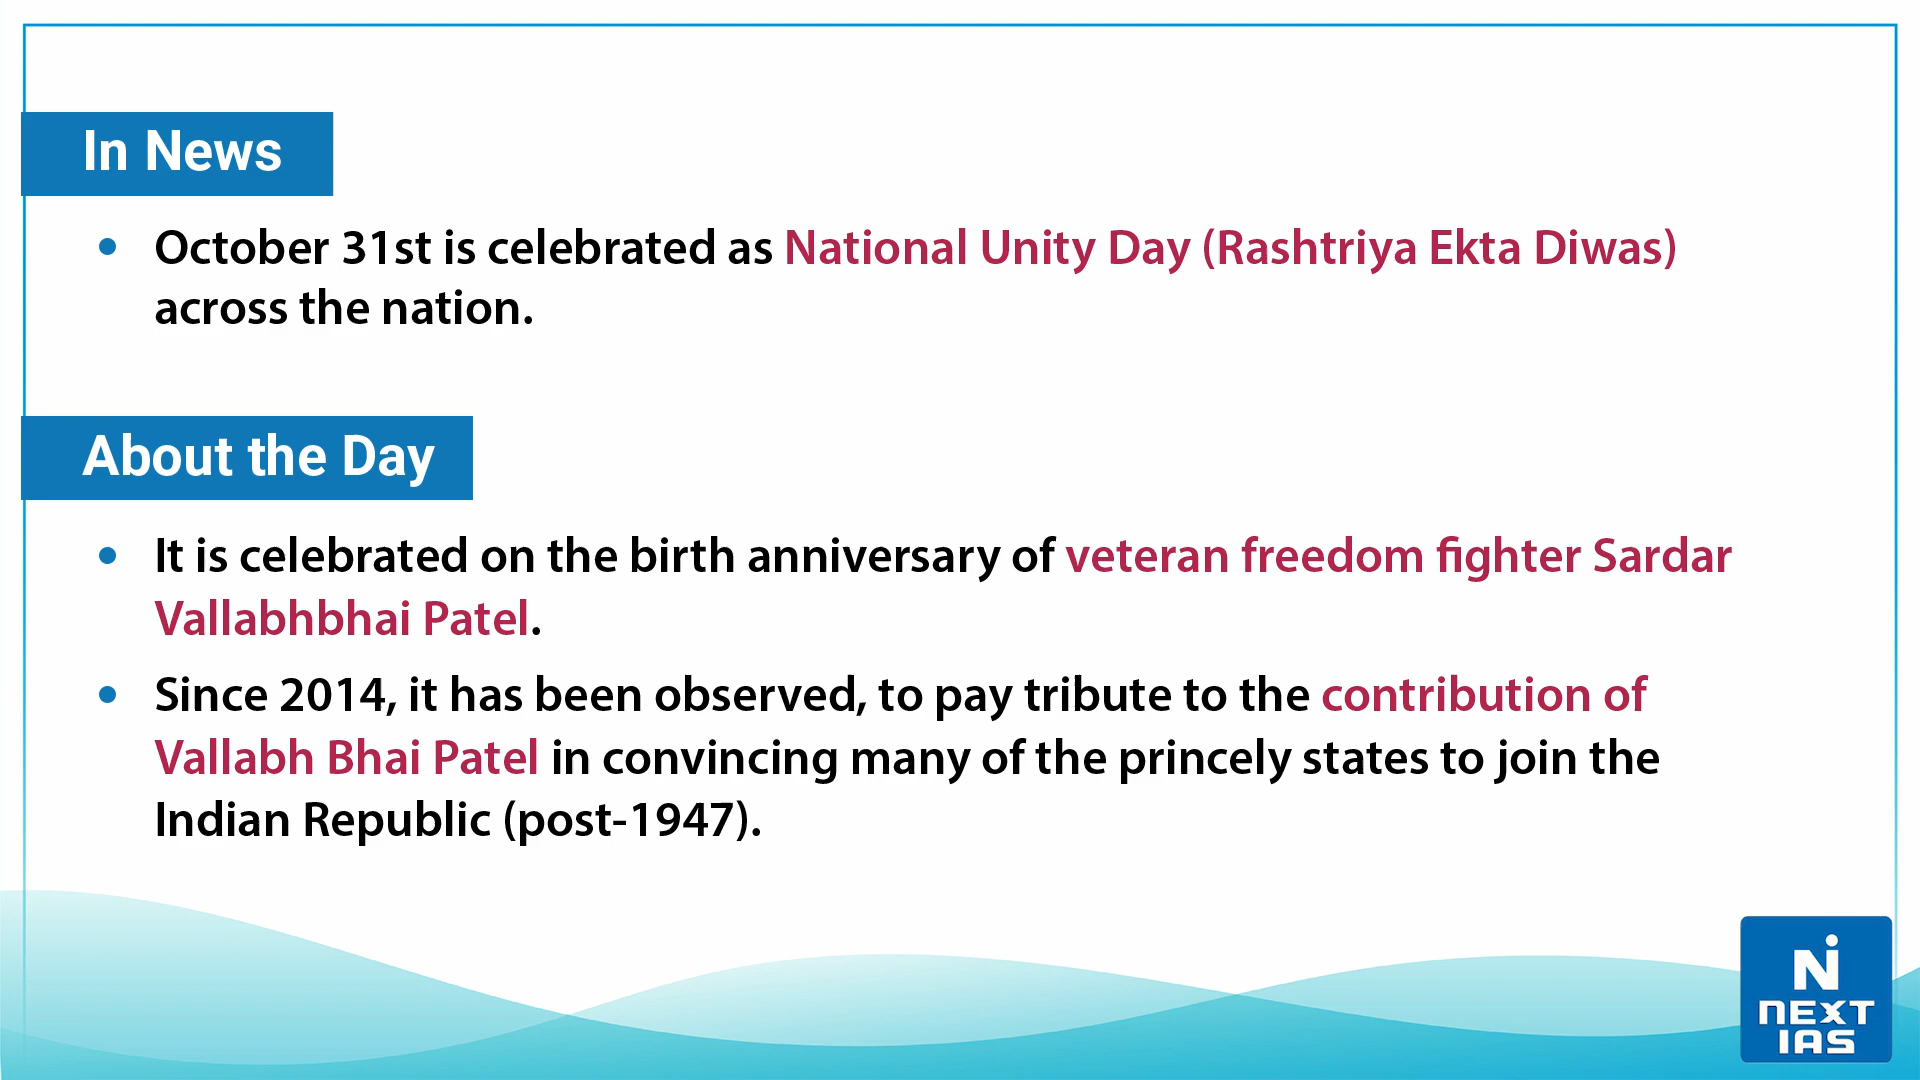 In News
• October 31st is celebrated as National Unity Day (Rashtriya Ekta Diwas)
across the nation.
About the Day
• It is celebrated on the birth anniversary of veteran freedom fighter Sardar
Vallabhbhai Patel.
• Since 2014, it has been observed, to pay tribute to the contribution of
Vallabh Bhai Patel in convincing many of the princely states to join the
Indian Republic (post-1947).
N
NEXT
IAS